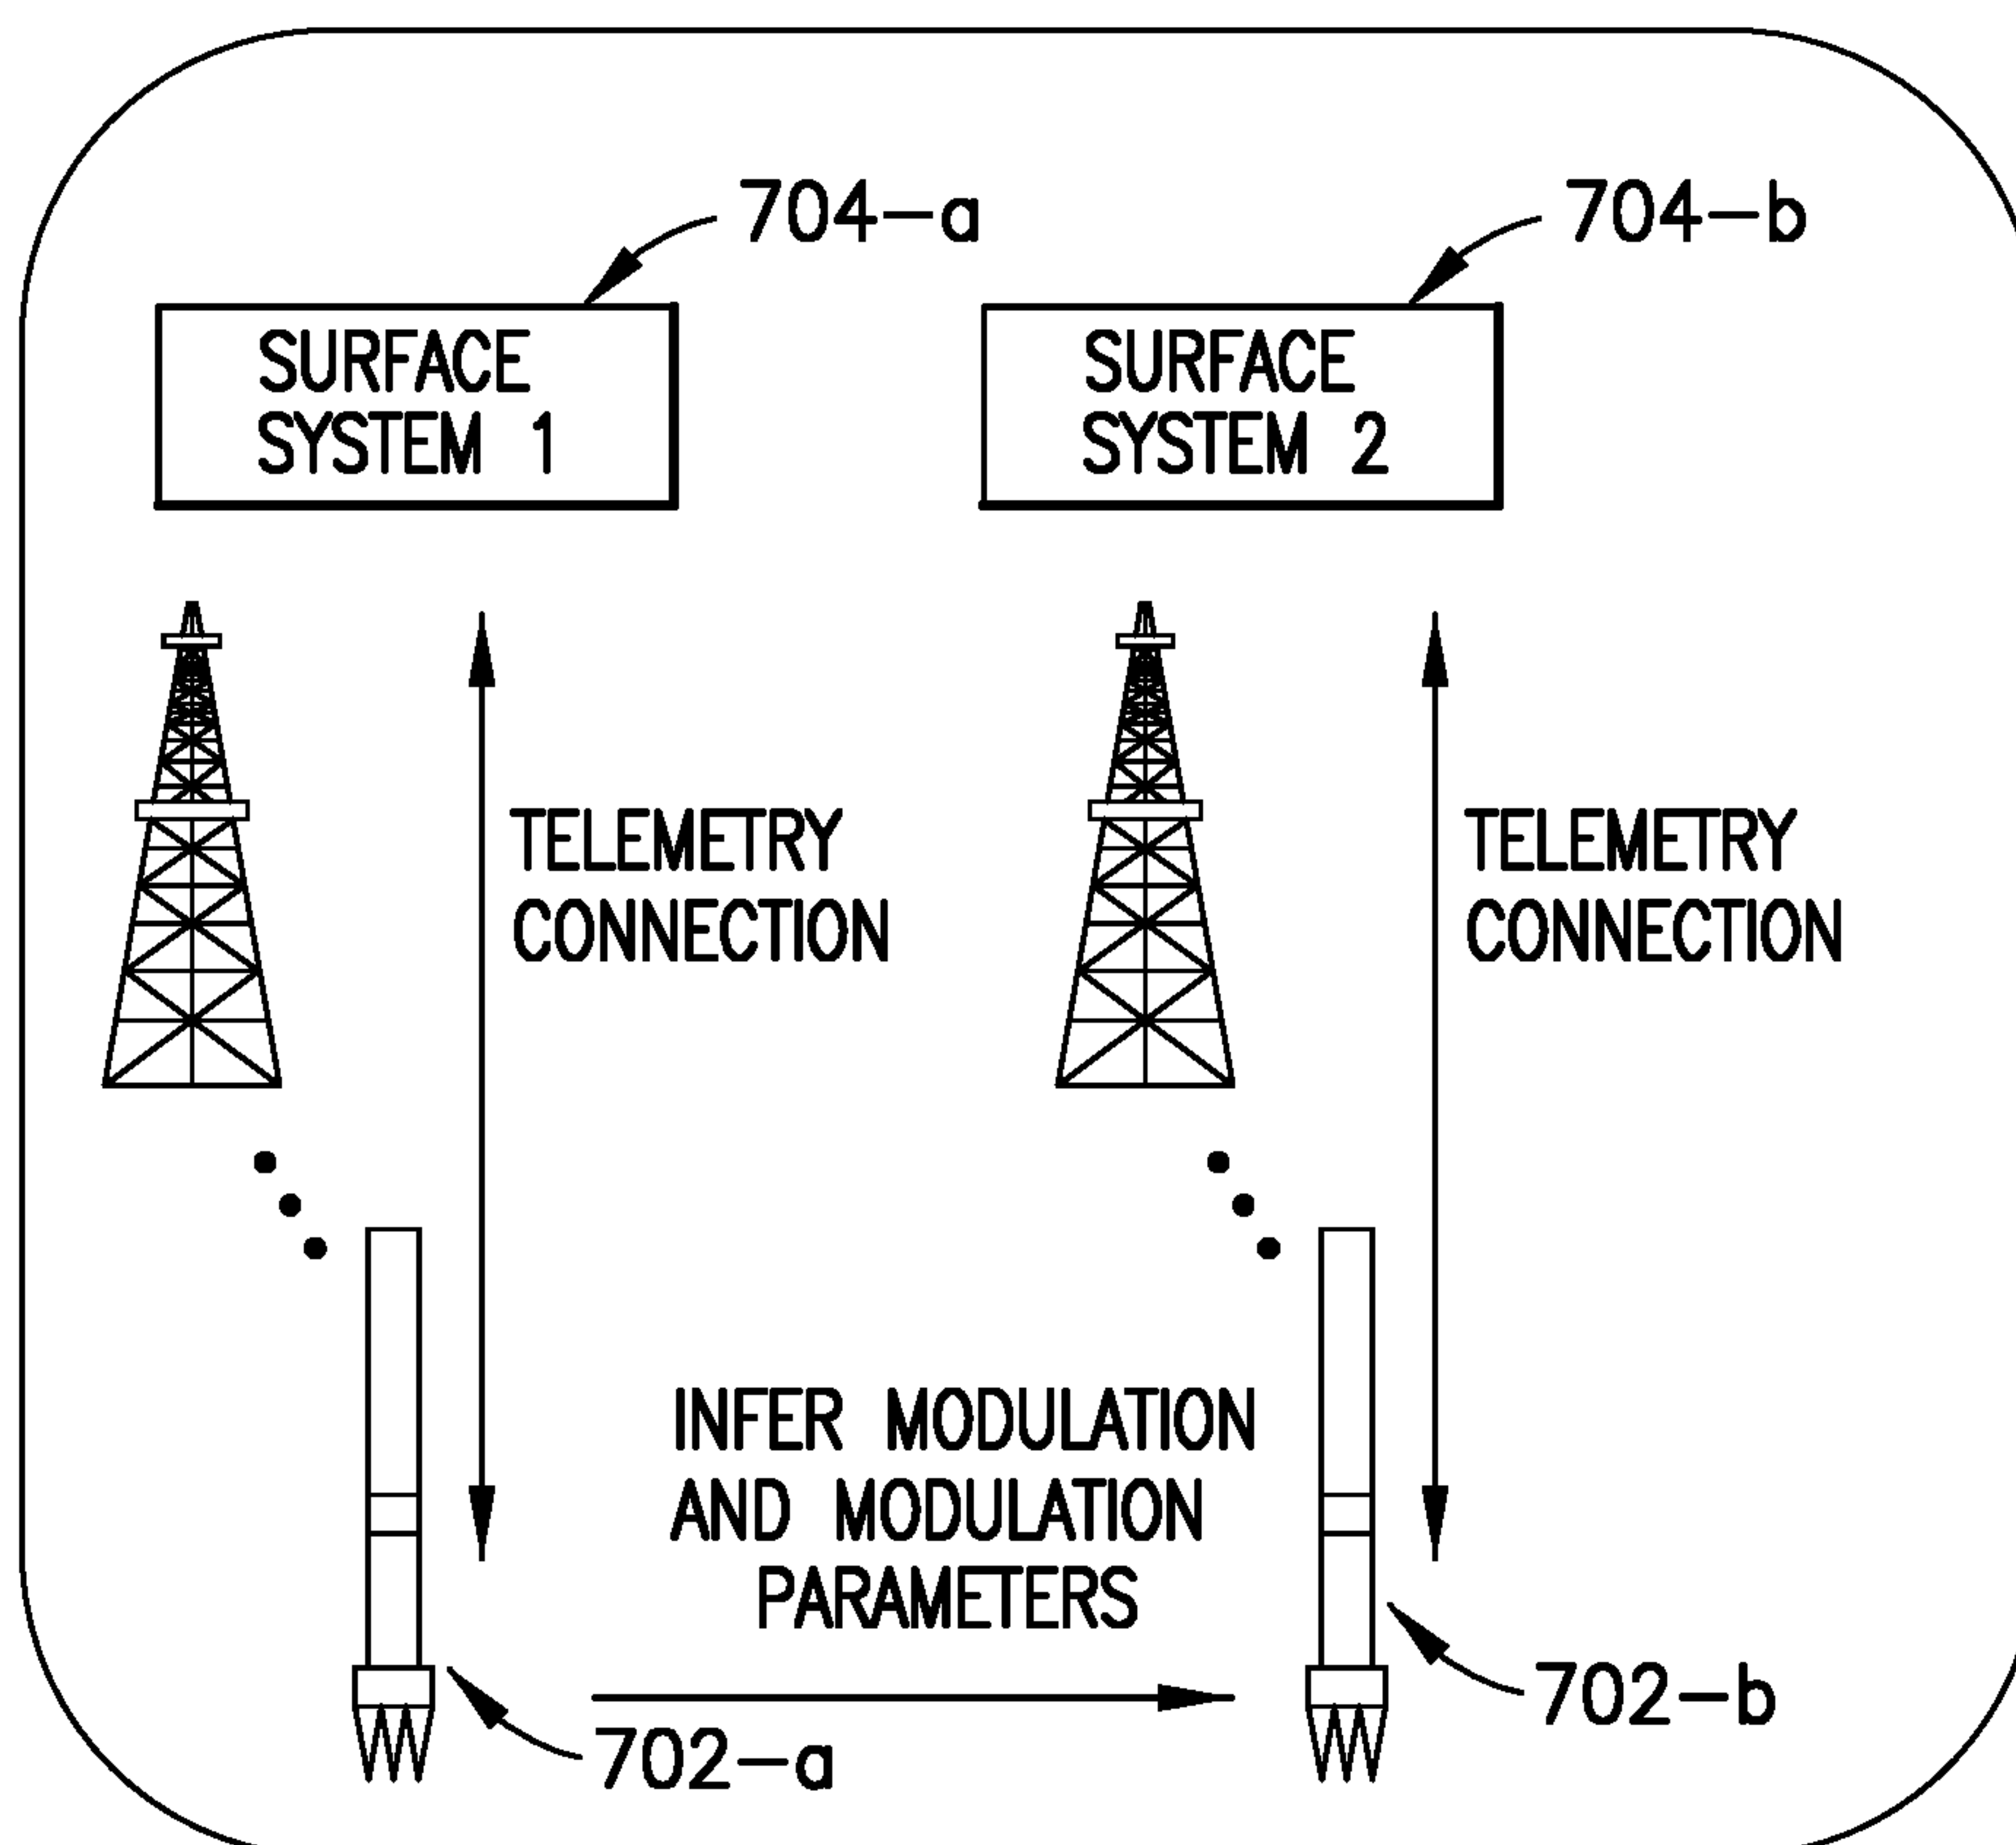 704-a
704-b
SURFACE
SYSTEM 1
SURFACE
SYSTEM 2
TELEMETRY
CONNECTION
TELEMETRY
CONNECTION
INFER MODULATION
AND MODULATION
PARAMETERS
702-b
702-a